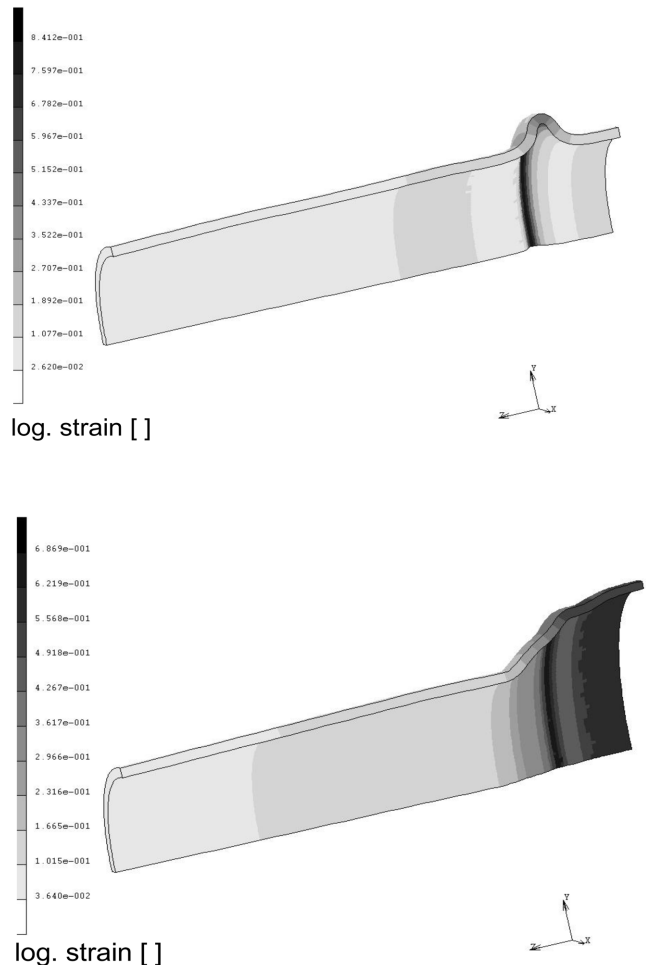 8.412e-001
7.597e-001
6.782e-001
5.967e-001
5.152e-001
4.337e-001
3.522e-001
2.707e-001
1.892e-001
1.077e-001
2.620e-002
Y
Z
X
log. strain [ ]
6.869e-001
6.219e-001
5.568e-001
4.918e-001
4.267e-001
3.617e-001
2.966e-001
2.316e-001
1.665e-001
1.015e-001
3.640e-002
Y
Z
X
log. strain [ ]